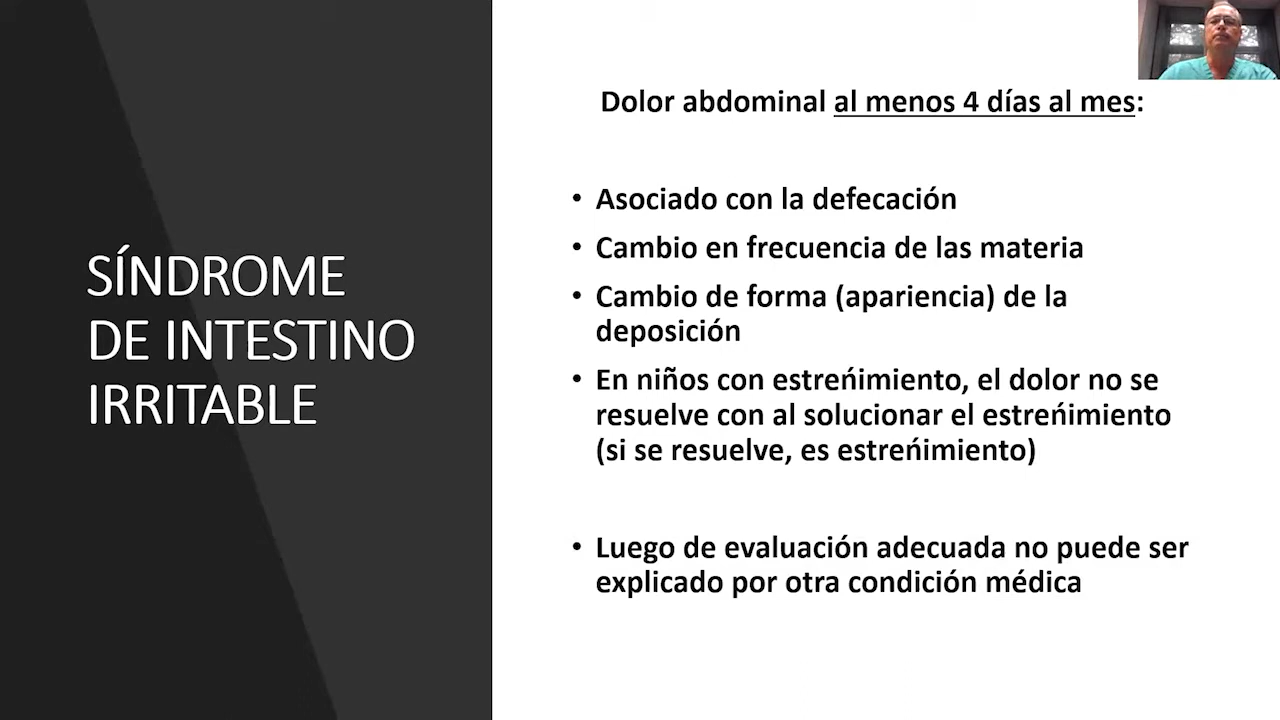 SÍNDROME
DE INTESTINO
IRRITABLE
Dolor abdominal al menos 4 días al mes:
• Asociado con la defecación
• Cambio en frecuencia de las materia
• Cambio de forma (apariencia) de la
deposición
• En niños con estreńimiento, el dolor no se
resuelve con al solucionar el estreńimiento
(si se resuelve, es estreńimiento)
• Luego de evaluación adecuada no puede ser
explicado por otra condición médica